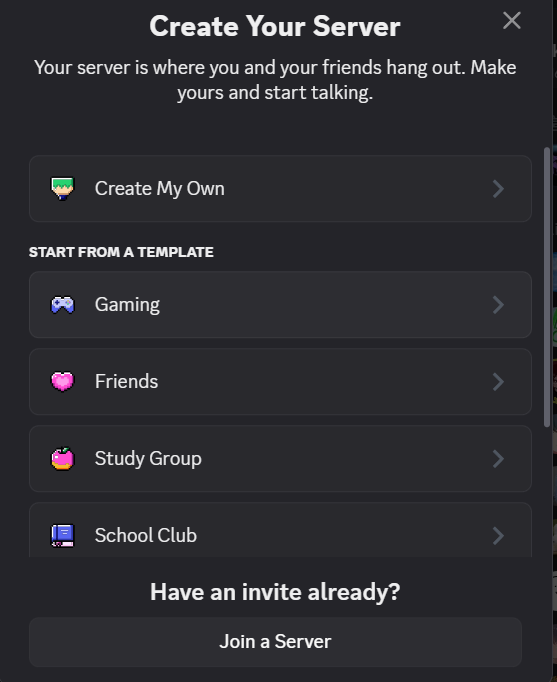 Create Your Server
Your server is where you and your friends hang out. Make
yours and start talking.
Create My Own
START FROM A TEMPLATE
Gaming
Friends
Study Group
School Club
Have an invite already?
Join a Server